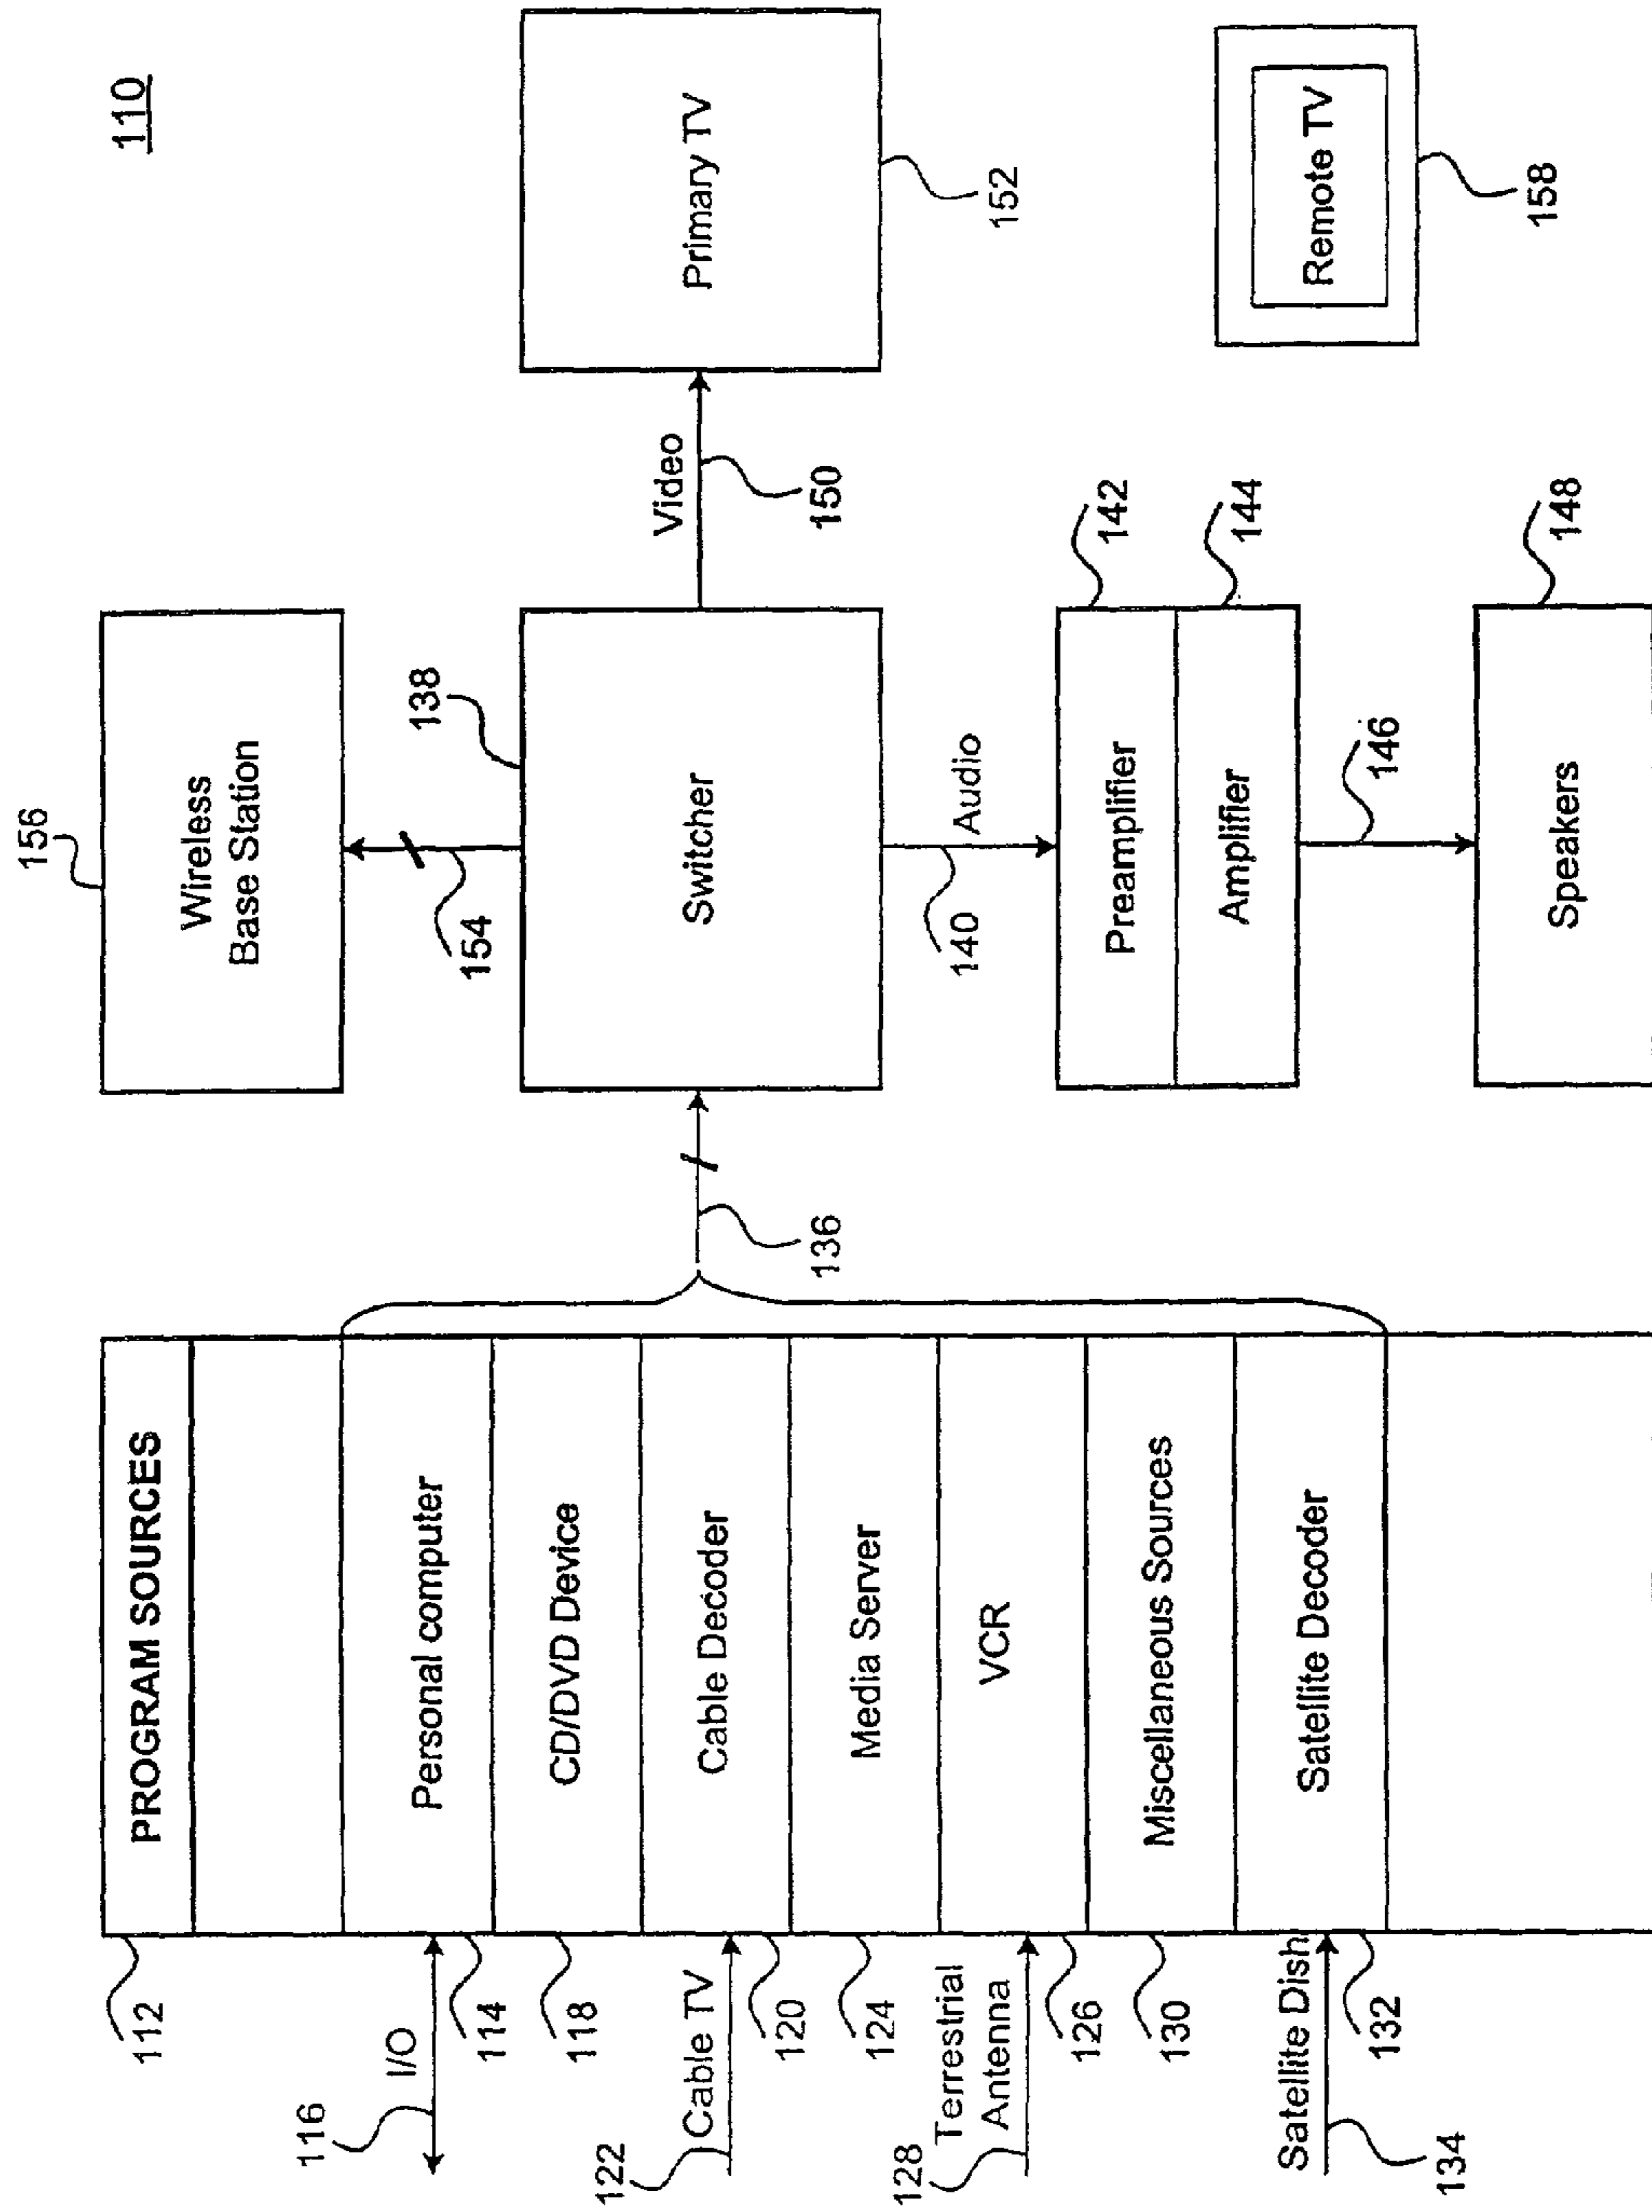 110
PROGRAM SOURCES
112
I/O
116
Personal computer
114
CD/DVD Device
118
Cable TV
122
Cable Decoder
120
Media Server
124
Terrestrial
Antenna
128
VCR
126
Miscellaneous Sources
130
Satellite Dish
134
Satellite Decoder
132
136
156
Wireless
Base Station
154
138
Switcher
Video
150
Primary TV
152
Audio
140
Preamplifier
142
Amplifier
144
146
Speakers
148
Remote TV
158